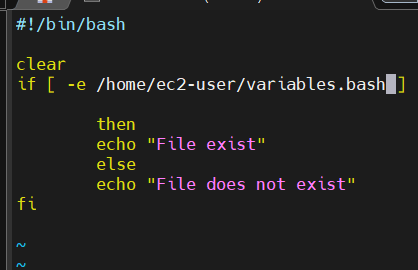 #!/bin/bash

clear
if [ -e /home/ec2-user/variables.bash ]

        then
        echo "File exist"
        else
        echo "File does not exist"
fi

~
~